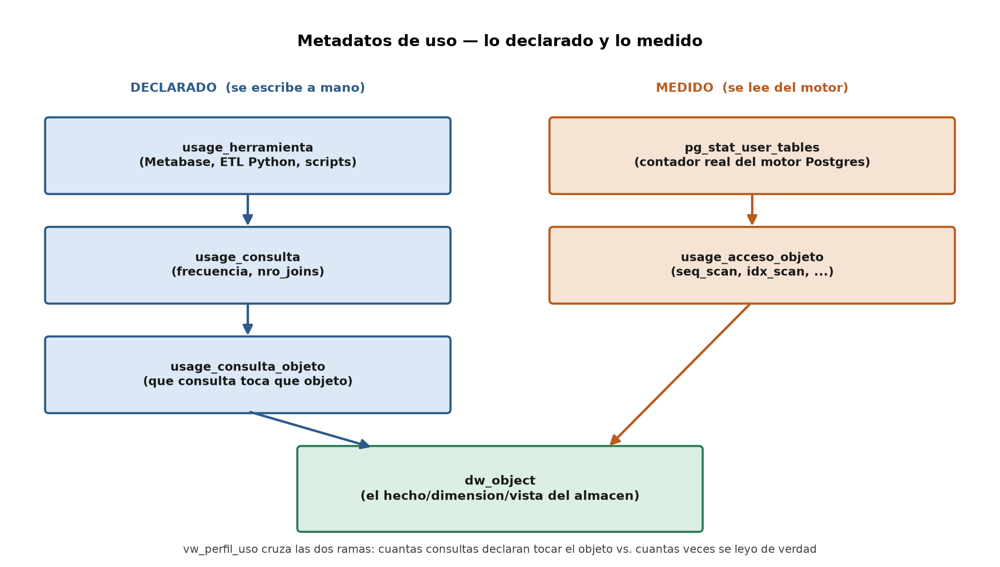 Metadatos de uso — lo declarado y lo medido
DECLARADO  (se escribe a mano)
MEDIDO  (se lee del motor)
usage_herramienta
(Metabase, ETL Python, scripts)
pg_stat_user_tables
(contador real del motor Postgres)
usage_consulta
(frecuencia, nro_joins)
usage_acceso_objeto
(seq_scan, idx_scan, ...)
usage_consulta_objeto
(que consulta toca que objeto)
dw_object
(el hecho/dimension/vista del almacen)
vw_perfil_uso cruza las dos ramas: cuantas consultas declaran tocar el objeto vs. cuantas veces se leyo de verdad